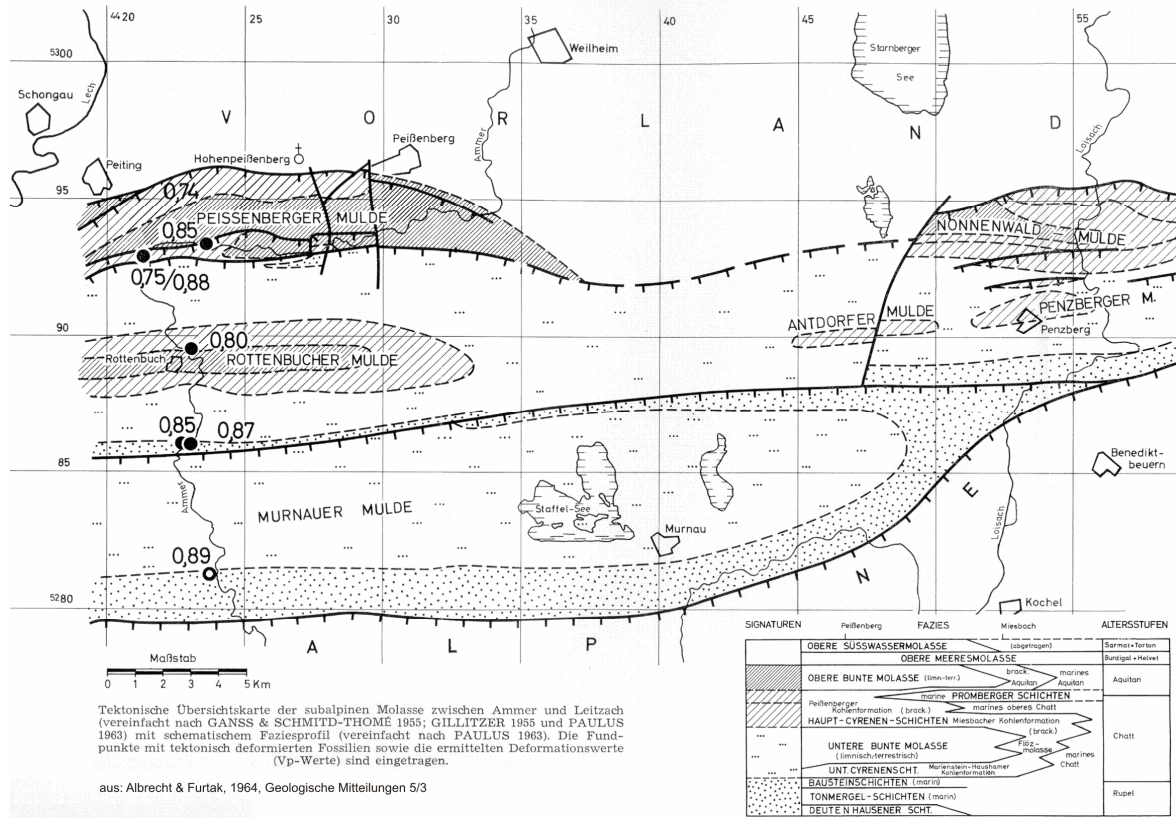 4420
25
30
35
40
45
50
55
5300
Weilheim
Starnberger
See
Schongau
Lech
V O R L A N D
Ammer
Loisach
Peißenberg
Hohenpeißenberg
Peiting
95
0,74
PEISSENBERGER MULDE
0,85
NONNENWALD MULDE
0,75/0,88
PENZBERGER M.
90
ANTDORFER MULDE
Penzberg
0,80
Rottenbuch
ROTTENBUCHER MULDE
0,85
0,87
85
Benedikt-
beuern
Ammer
MURNAUER MULDE
Staffel-See
Murnau
Loisach
0,89
5280
Kochel
A L P E N
Maßstab
0 1 2 3 4 5 Km
Tektonische Übersichtskarte der subalpinen Molasse zwischen Ammer und Leitzach
(vereinfacht nach GANSS & SCHMITD-THOMÉ 1955; GILLITZER 1955 und PAULUS
1963) mit schematischem Faziesprofil (vereinfacht nach PAULUS 1963). Die Fund-
punkte mit tektonisch deformierten Fossilien sowie die ermittelten Deformationswerte
(Vp-Werte) sind eingetragen.
aus: Albrecht & Furtak, 1964, Geologische Mitteilungen 5/3
SIGNATUREN Peißenberg FAZIES Miesbach ALTERSSTUFEN
OBERE SÜSSWASSERMOLASSE (abgetragen) Sarmat+Torton
OBERE MEERESMOLASSE Burdigal+Helvet
OBERE BUNTE MOLASSE (limn.-terr.) brack. Aquitan marines Aquitan Aquitan
marine PROMBERGER SCHICHTEN
Peißenberger
Kohlenformation (brack.) marines oberes Chatt
HAUPT-CYRENEN-SCHICHTEN Miesbacher Kohlenformation
(brack.)
Chatt
UNTERE BUNTE MOLASSE
(limnisch/terrestrisch)
Flöz-
molasse
marines
Chatt
UNT. CYRENENSCHT. Marienstein-Haushamer
Kohlenformation
BAUSTEINSCHICHTEN (marin)
TONMERGEL-SCHICHTEN (marin) Rupel
DEUTENHAUSENER SCHT.